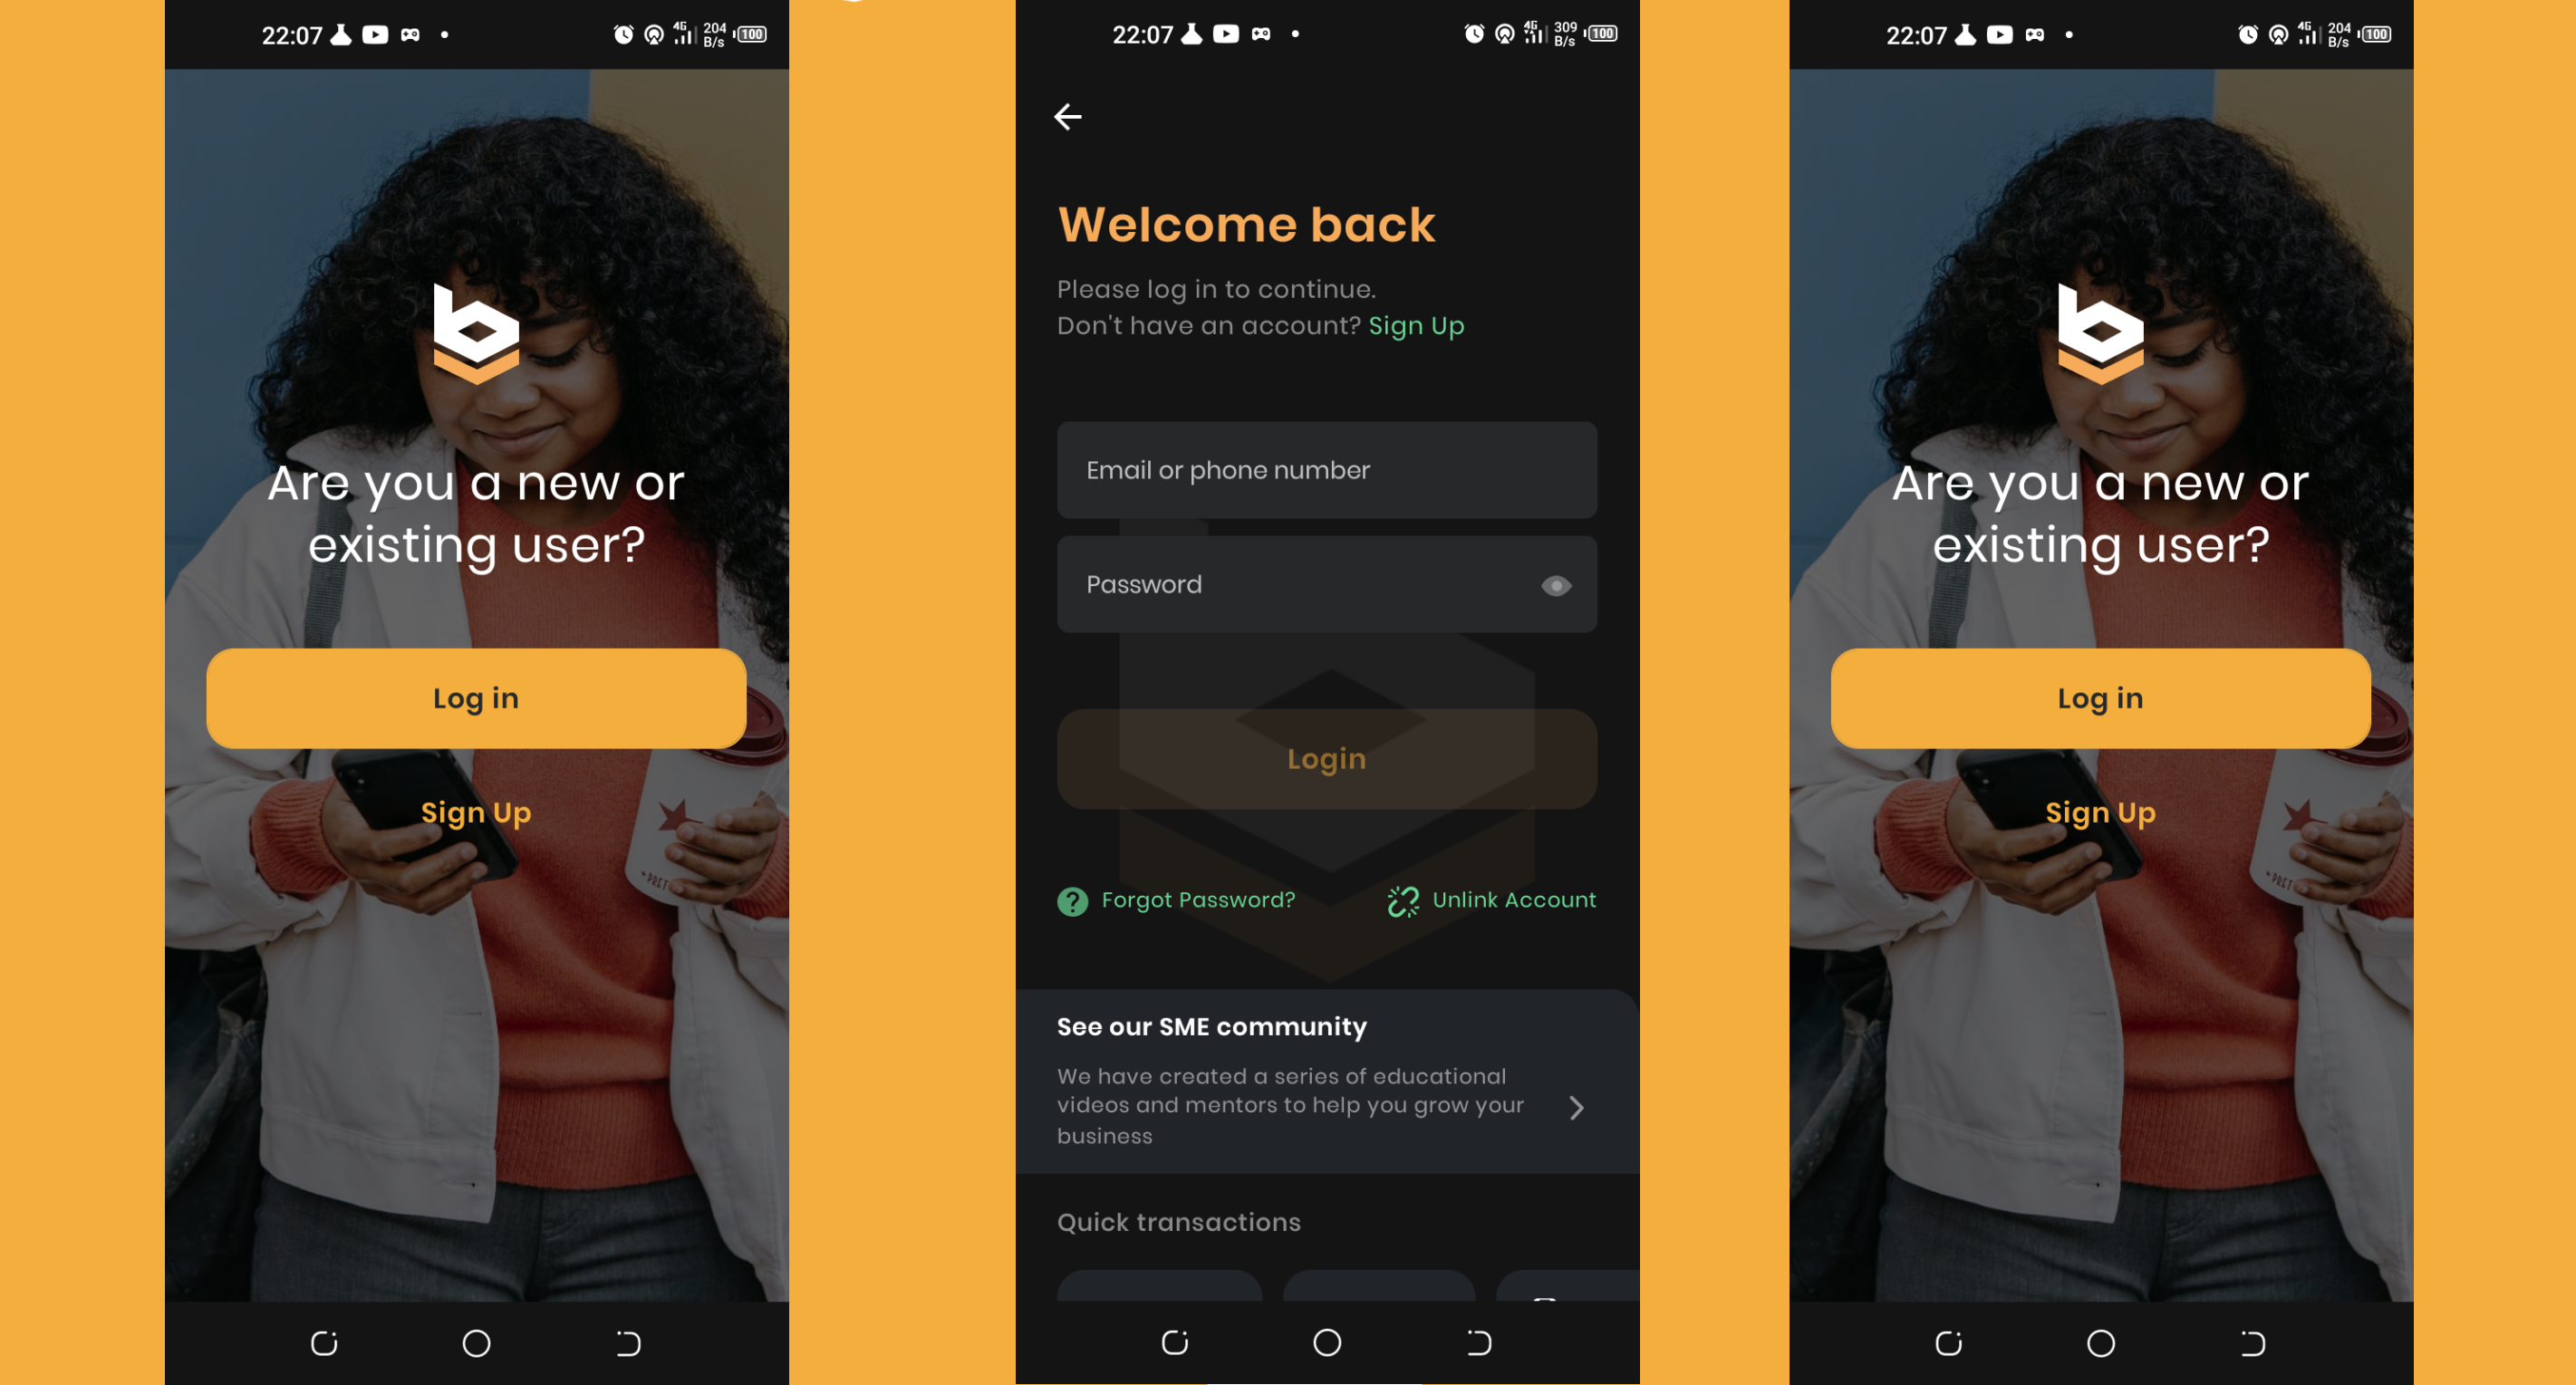 22:07
4G 204 B/s 100
Are you a new or
existing user?
Log in
Sign Up
PRET
22:07
4G 309 B/s 100
Welcome back
Please log in to continue.
Don't have an account? Sign Up
Email or phone number
Password
Login
? Forgot Password? Unlink Account
See our SME community
We have created a series of educational
videos and mentors to help you grow your
business
Quick transactions
22:07
4G 204 B/s 100
Are you a new or
existing user?
Log in
Sign Up
PRET